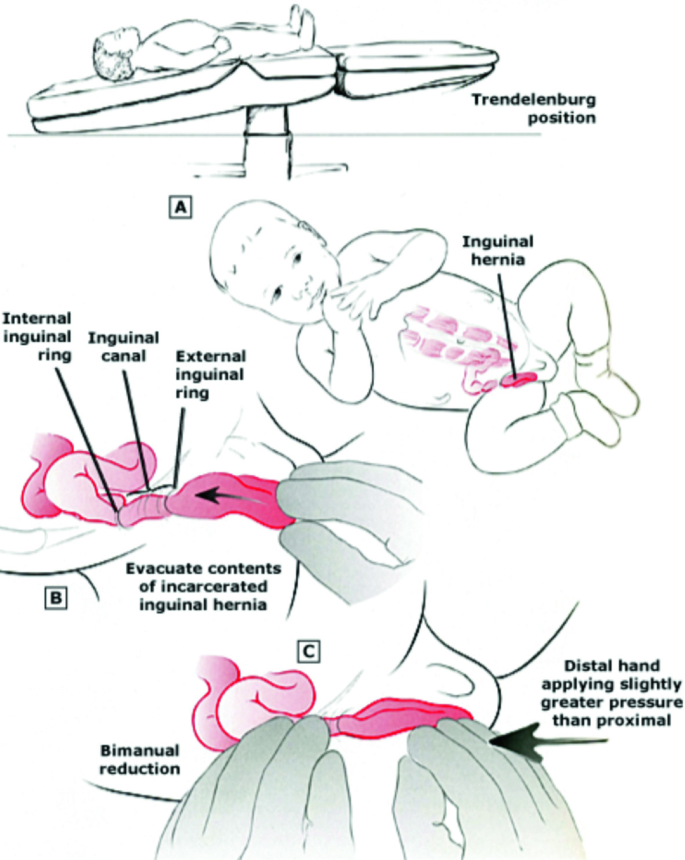 Trendelenburg
position
A
Inguinal
hernia
Internal
inguinal
ring
Inguinal
canal
External
inguinal
ring
Evacuate contents
of incarcerated
inguinal hernia
B
C
Distal hand
applying slightly
greater pressure
than proximal
Bimanual
reduction